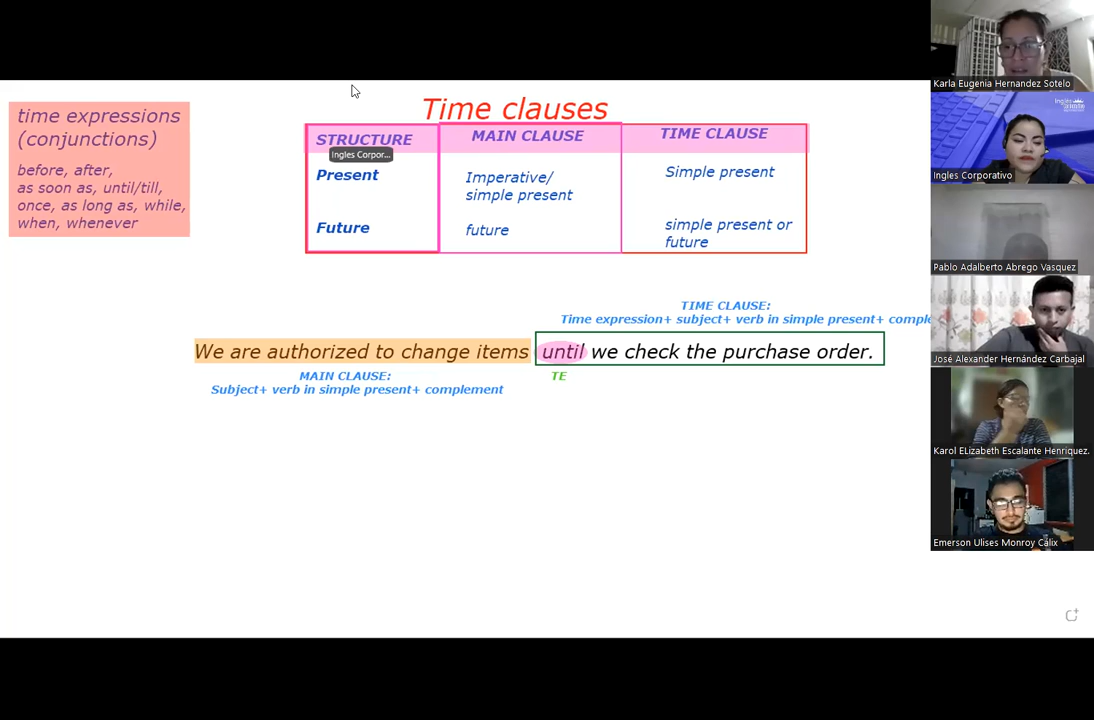 Time clauses
time expressions
(conjunctions)
before, after,
as soon as, until/till,
once, as long as, while,
when, whenever
STRUCTURE
MAIN CLAUSE
TIME CLAUSE
Ingles Corpor...
Present
Imperative/
simple present
Simple present
Future
future
simple present or
future
TIME CLAUSE:
Time expression+ subject+ verb in simple present+ comple
We are authorized to change items until we check the purchase order.
MAIN CLAUSE:
Subject+ verb in simple present+ complement
TE
Karla Eugenia Hernandez Sotelo
Ingles Corporativo
Pablo Adalberto Abrego Vasquez
José Alexander Hernández Carbajal
Karol ELizabeth Escalante Henriquez.
Emerson Ulises Monroy Cálix